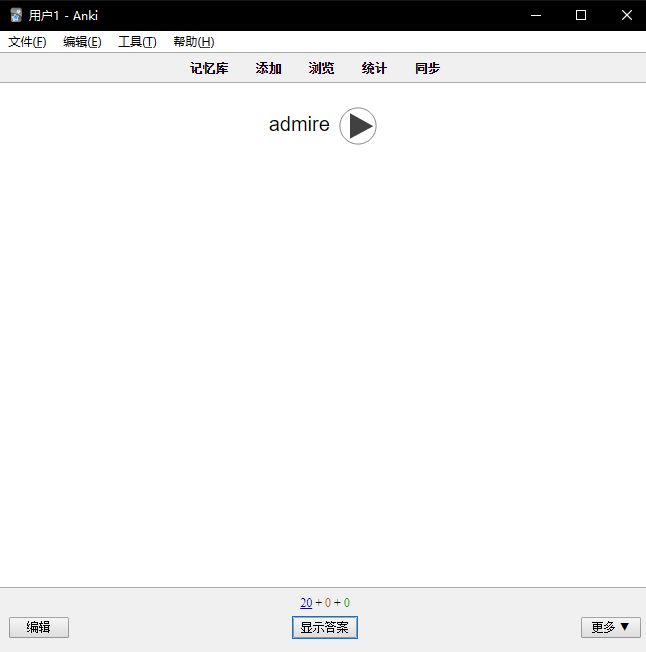 用户1 - Anki
文件(F) 编辑(E) 工具(T) 帮助(H)
记忆库 添加 浏览 统计 同步
admire
20 + 0 + 0
编辑 显示答案 更多 ▼